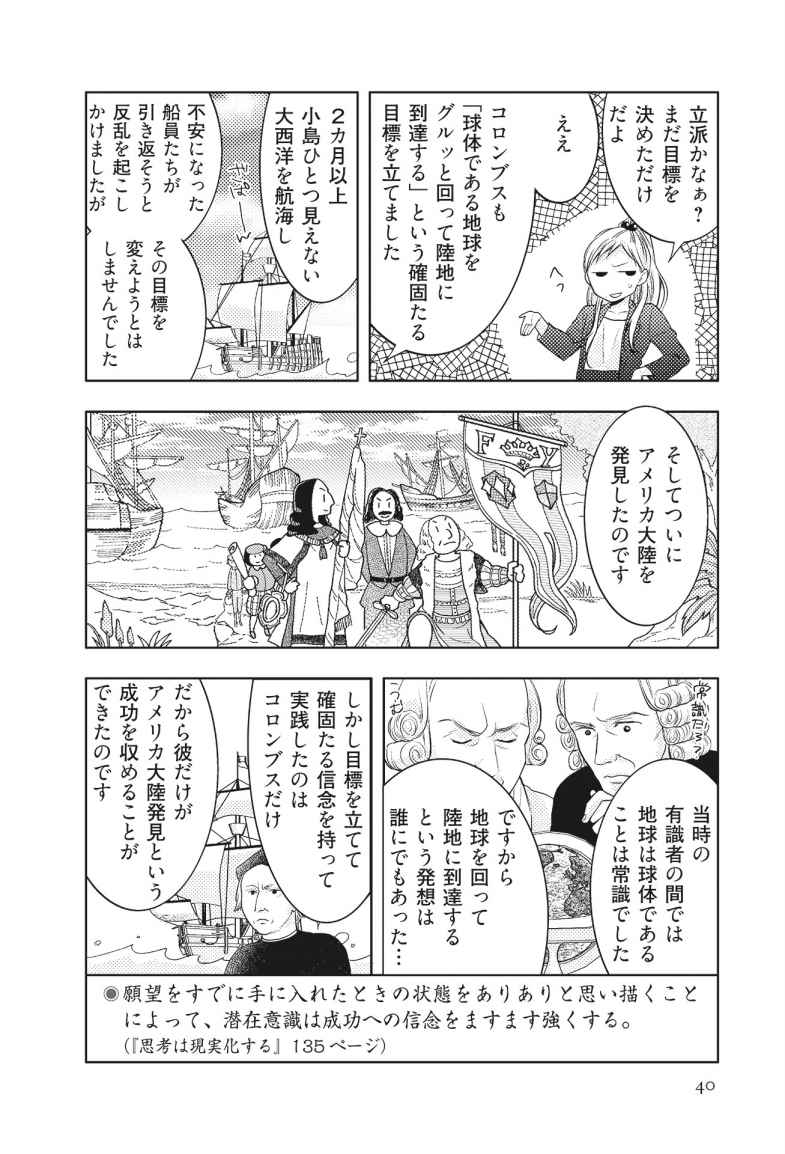 立派かなぁ？
まだ目標を
決めただけ
だよ
へっ
ええ
コロンブスも
「球体である地球を
グルッと回って陸地に
到達する」という確固たる
目標を立てました
２カ月以上
小島ひとつ見えない
大西洋を航海し
不安になった
船員たちが
引き返そうと
反乱を起こし
かけましたが
その目標を
変えようとは
しませんでした
そしてついに
アメリカ大陸を
発見したのです
F
Y
常識だろ？
当時の
有識者の間では
地球は球体である
ことは常識でした
うつむ
ですから
地球を回って
陸地に到達する
という発想は
誰にでもあった…
しかし目標を立てて
確固たる信念を持って
実践したのは
コロンブスだけ
だから彼だけが
アメリカ大陸発見という
成功を収めることが
できたのです
◉願望をすでに手に入れたときの状態をありありと思い描くこと
によって、潜在意識は成功への信念をますます強くする。
（『思考は現実化する』135ページ）
40